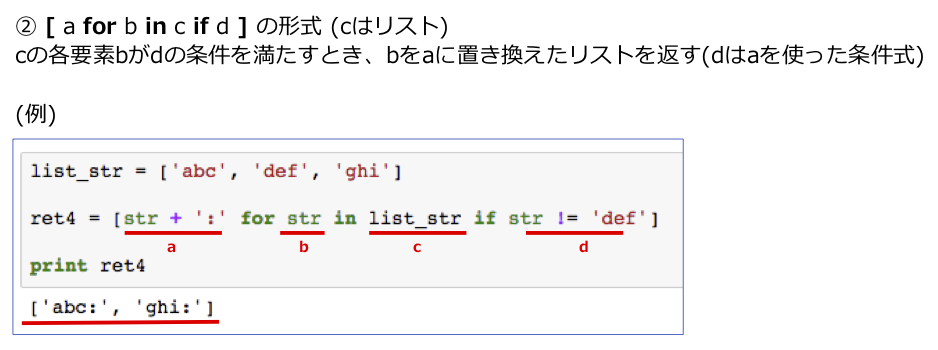 ② [ a for b in c if d ] の形式 (cはリスト)
cの各要素bがdの条件を満たすとき、bをaに置き換えたリストを返す(dはaを使った条件式)
(例)
list_str = ['abc', 'def', 'ghi']
ret4 = [str + ':' for str in list_str if str != 'def']
a b c d
print ret4
['abc:', 'ghi:']